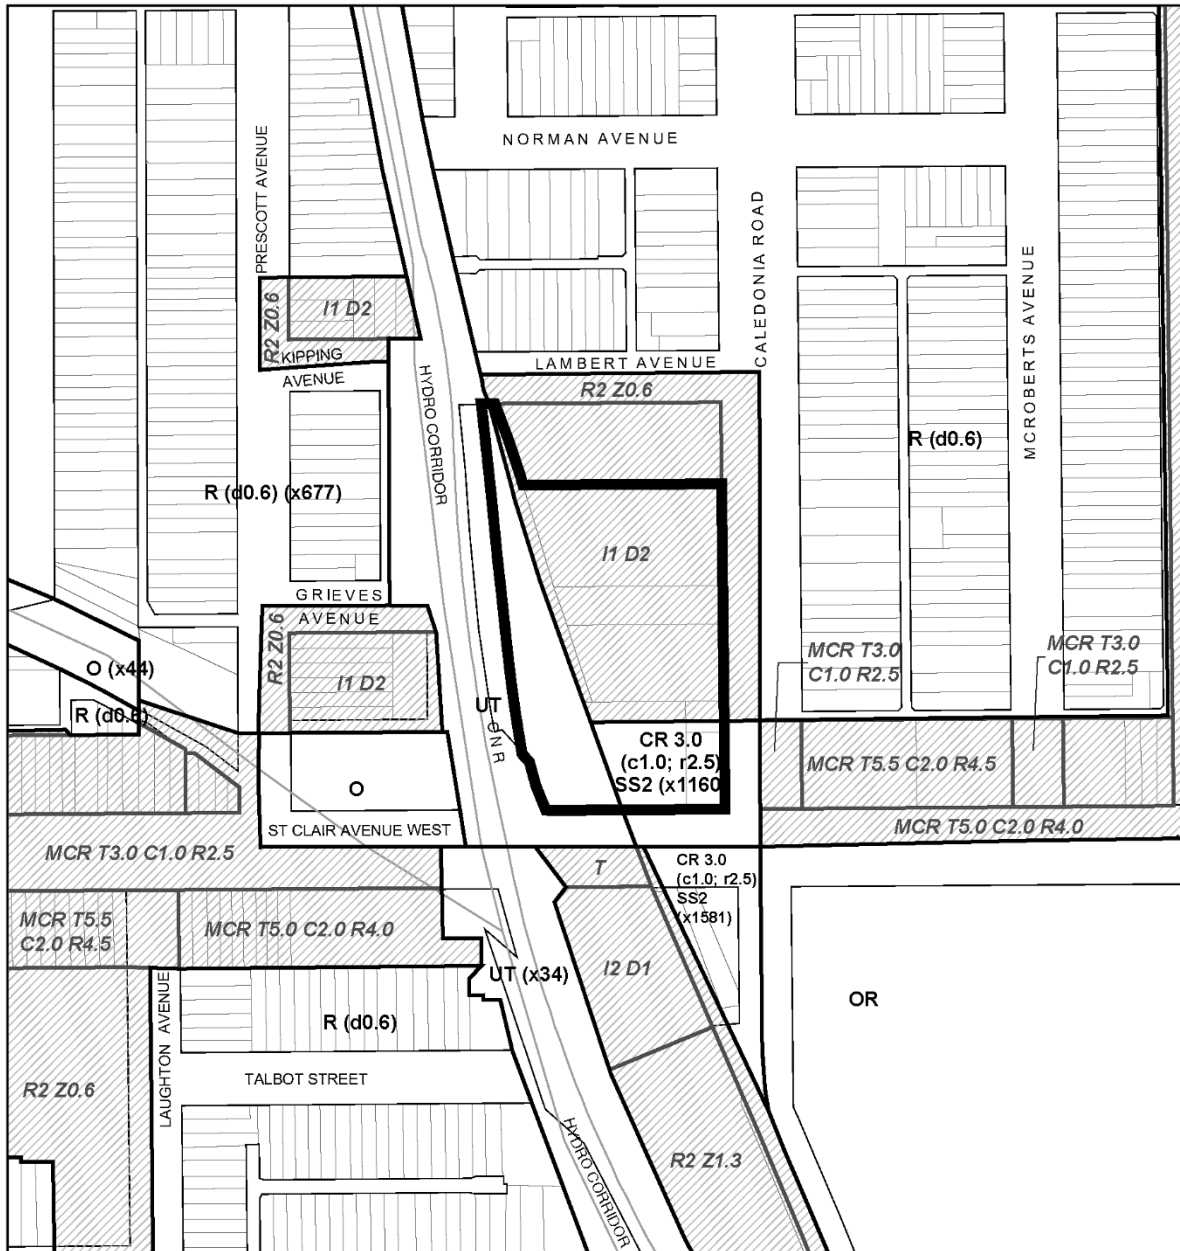 NORMAN AVENUE
PRESCOTT AVENUE
CALEDONIA ROAD
MCROBERTS AVENUE
R2 Z0.6
I1 D2
KIPPING
AVENUE
LAMBERT AVENUE
R2 Z0.6
HYDRO CORRIDOR
R (d0.6)
R (d0.6) (x677)
I1 D2
GRIEVES
AVENUE
R2 Z0.6
I1 D2
MCR T3.0
C1.0 R2.5
MCR T3.0
C1.0 R2.5
O (x44)
R (d0.6)
UT
CNR
CR 3.0
(c1.0; r2.5)
SS2 (x1160
MCR T5.5 C2.0 R4.5
O
ST CLAIR AVENUE WEST
MCR T5.0 C2.0 R4.0
MCR T3.0 C1.0 R2.5
T
CR 3.0
(c1.0; r2.5)
SS2
(x1581)
MCR T5.5
C2.0 R4.5
MCR T5.0 C2.0 R4.0
I2 D1
UT (x34)
OR
LAUGHTON AVENUE
R (d0.6)
R2 Z0.6
TALBOT STREET
HYDRO CORRIDOR
R2 Z1.3